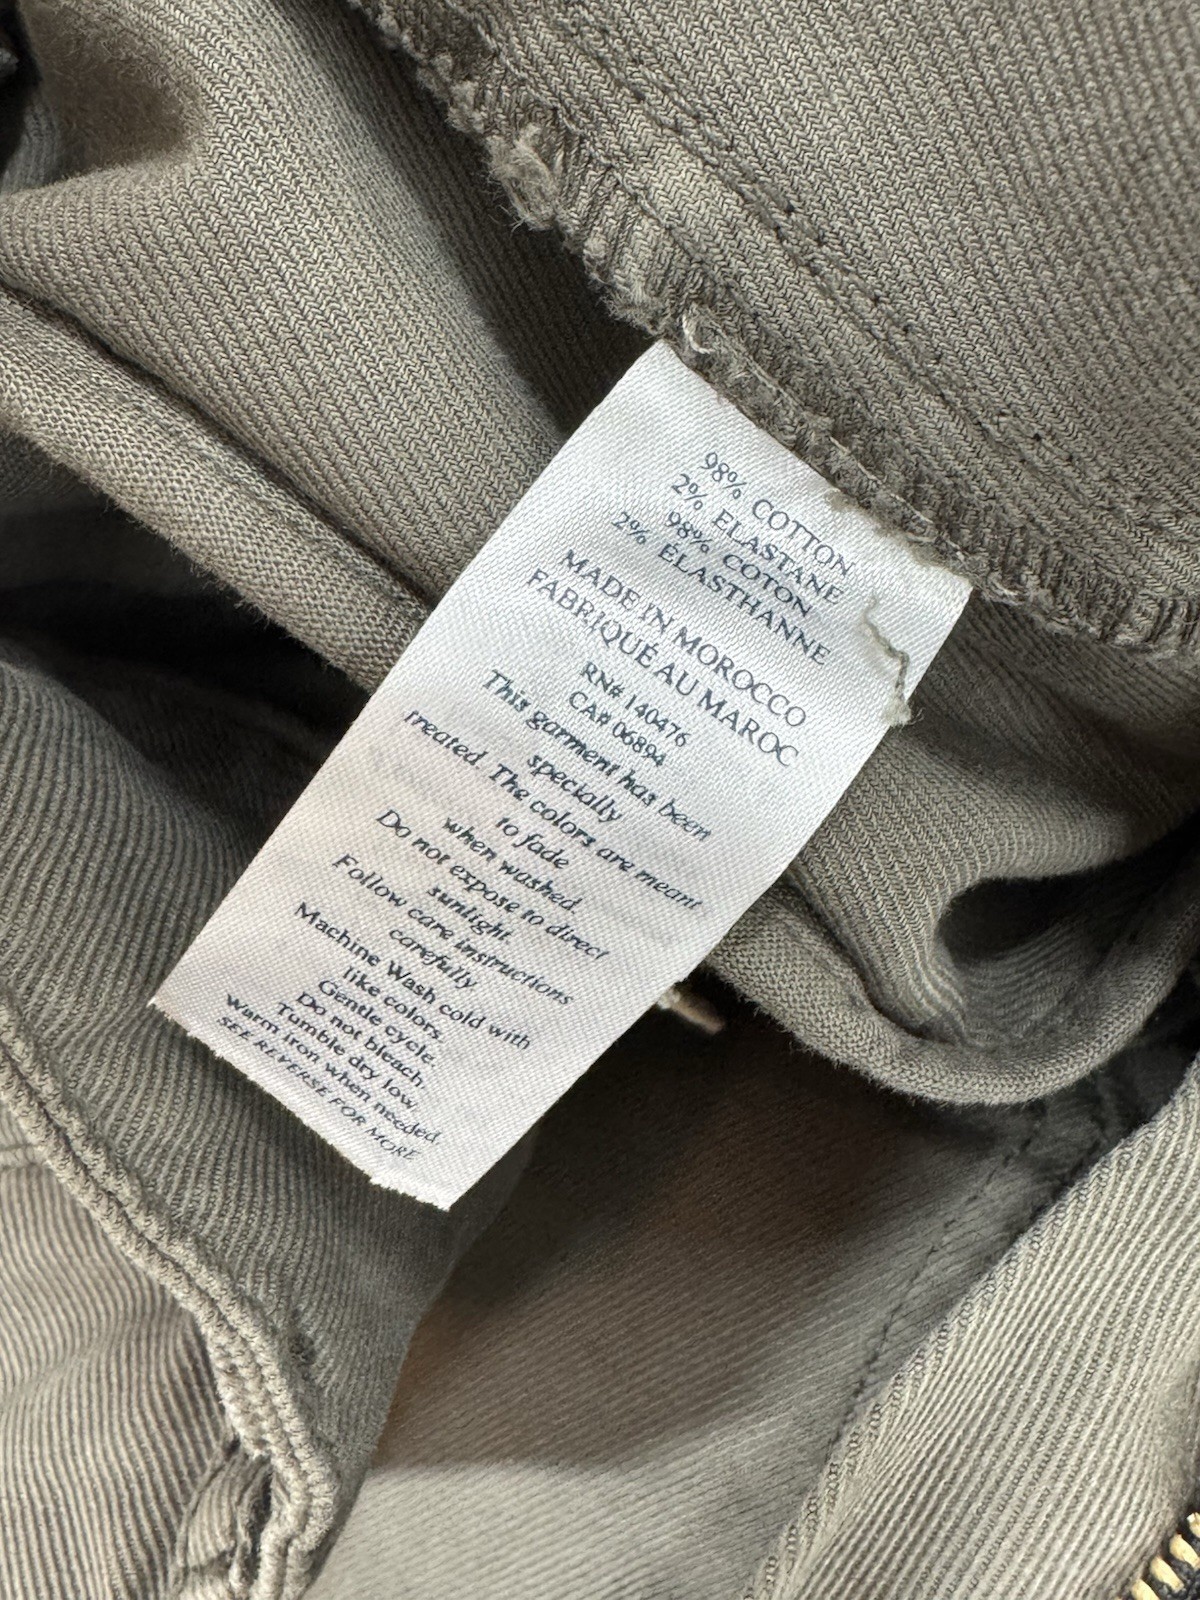 98% COTTON
2% ELASTANE
98% COTON
2% ÉLASTHANNE
MADE IN MOROCCO
FABRIQUÉ AU MAROC
RN# 140476
CA# 06894
This garment has been
specially
treated. The colors are meant
to fade
when washed.
Do not expose to direct
sunlight.
Follow care instructions
carefully
Machine Wash cold with
like colors.
Gentle cycle.
Do not bleach.
Tumble dry low,
warm iron when needed
SEE REVERSE FOR MORE